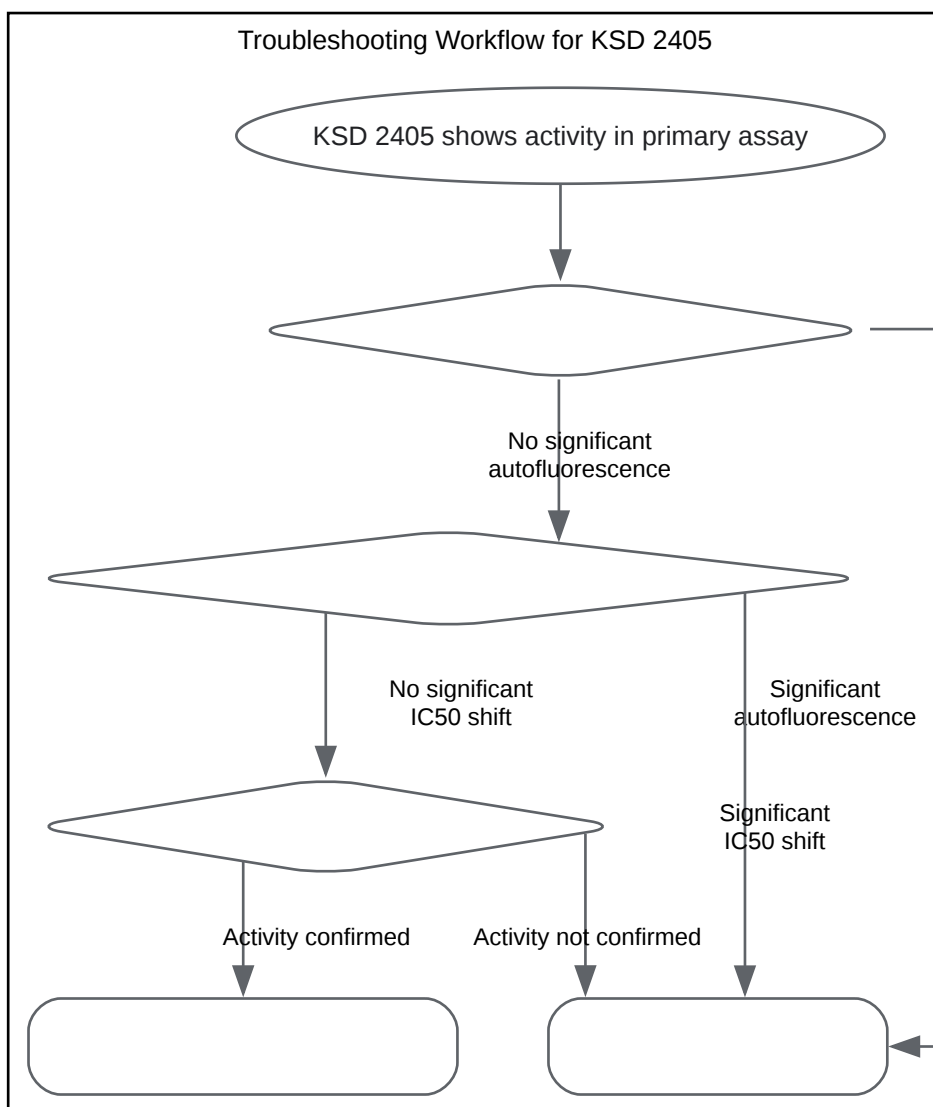 Troubleshooting Workflow for KSD 2405
KSD 2405 shows activity in primary assay
No significant
autofluorescence
No significant
IC50 shift
Significant
autofluorescence
Significant
IC50 shift
Activity confirmed
Activity not confirmed